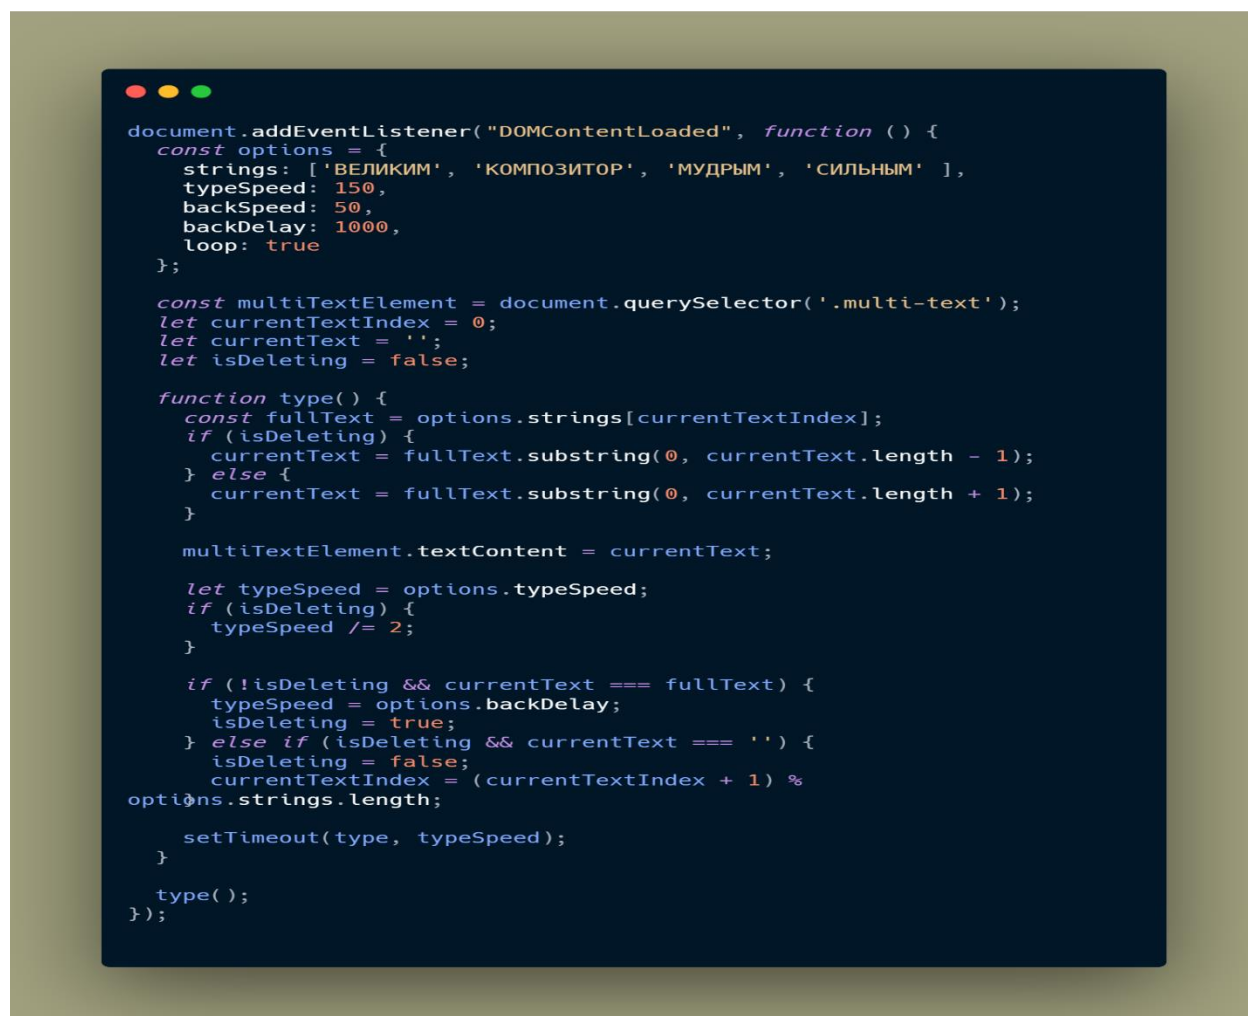 document.addEventListener("DOMContentLoaded", function () {
  const options = {
    strings: ['ВЕЛИКИМ', 'КОМПОЗИТОР', 'МУДРЫМ', 'СИЛЬНЫМ' ],
    typeSpeed: 150,
    backSpeed: 50,
    backDelay: 1000,
    loop: true
  };

  const multiTextElement = document.querySelector('.multi-text');
  let currentTextIndex = 0;
  let currentText = '';
  let isDeleting = false;

  function type() {
    const fullText = options.strings[currentTextIndex];
    if (isDeleting) {
      currentText = fullText.substring(0, currentText.length - 1);
    } else {
      currentText = fullText.substring(0, currentText.length + 1);
    }

    multiTextElement.textContent = currentText;

    let typeSpeed = options.typeSpeed;
    if (isDeleting) {
      typeSpeed /= 2;
    }

    if (!isDeleting && currentText === fullText) {
      typeSpeed = options.backDelay;
      isDeleting = true;
    } else if (isDeleting && currentText === '') {
      isDeleting = false;
      currentTextIndex = (currentTextIndex + 1) %
options.strings.length;
    }

    setTimeout(type, typeSpeed);
  }

  type();
});